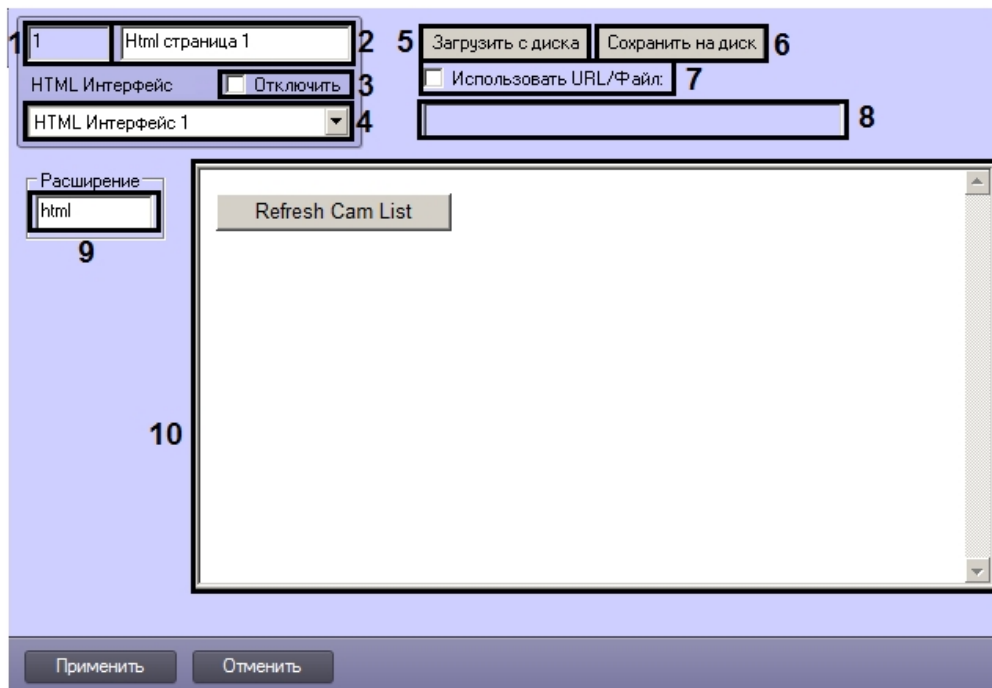 1 1 Html страница 1 2 5 Загрузить с диска Сохранить на диск 6
HTML Интерфейс Отключить 3 Использовать URL/Файл: 7
HTML Интерфейс 1 4 8
Расширение
html
9
Refresh Cam List
10
Применить Отменить